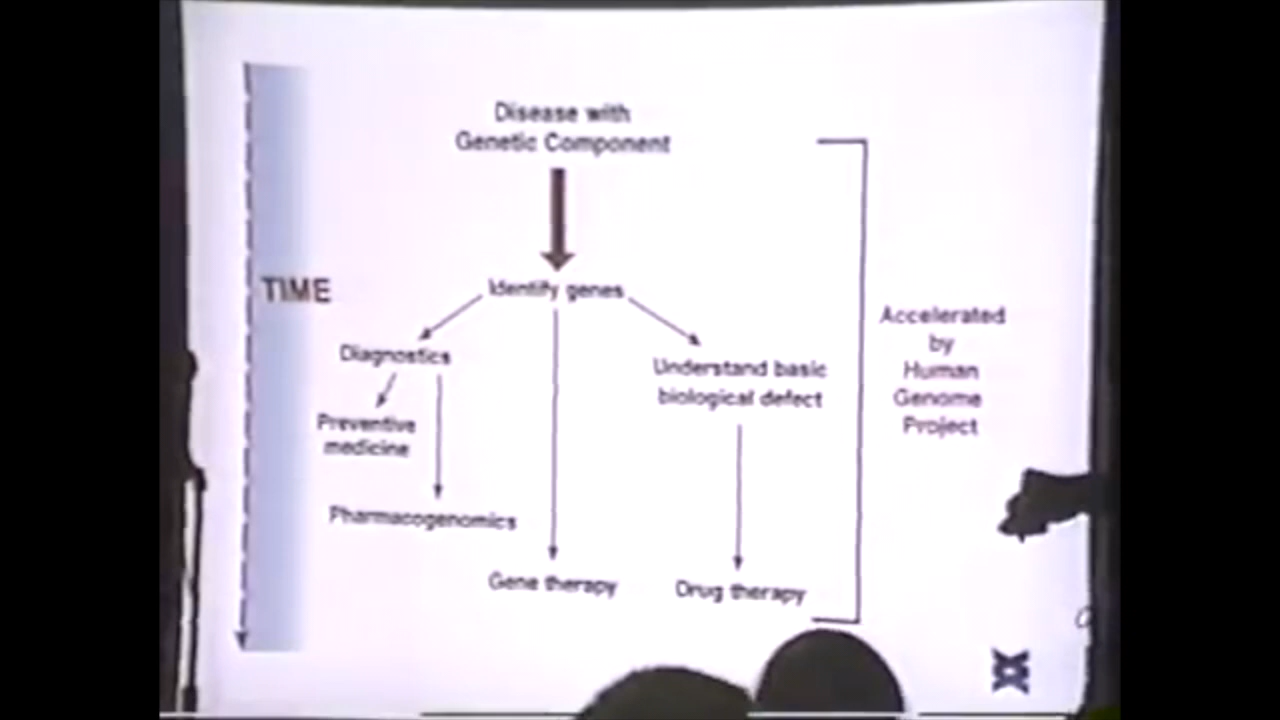 Disease with
Genetic Component
TIME
Identify genes
Diagnostics
Understand basic
biological defect
Preventive
medicine
Pharmacogenomics
Gene therapy
Drug therapy
Accelerated
by
Human
Genome
Project